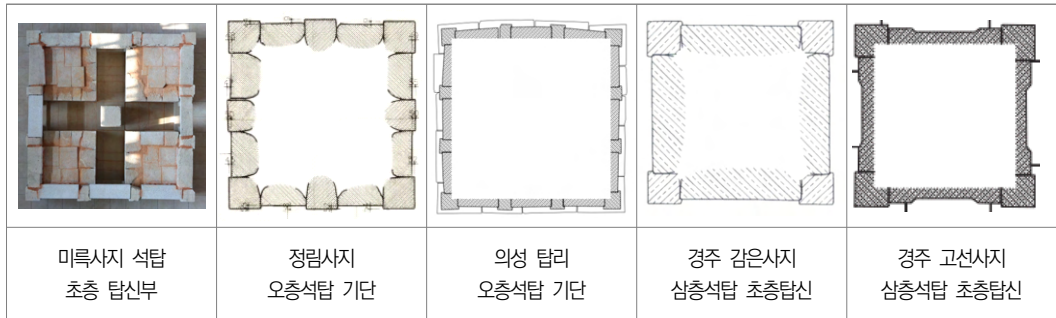 미륵사지 석탑
초층 탑신부
정림사지
오층석탑 기단
의성 탑리
오층석탑 기단
경주 감은사지
삼층석탑 초층탑신
경주 고선사지
삼층석탑 초층탑신